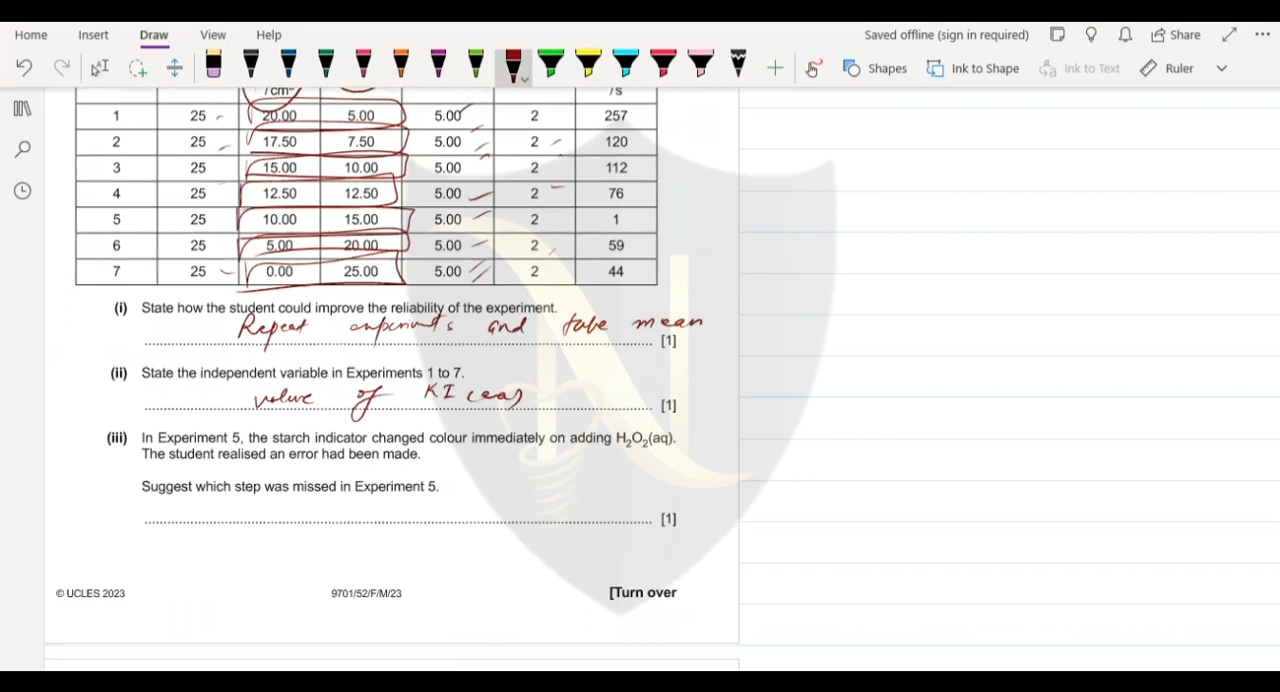 Home Insert Draw View Help Saved offline (sign in required) Share
Shapes Ink to Shape Ink to Text Ruler
/cm³ /s
1 25 20.00 5.00 5.00 2 257
2 25 17.50 7.50 5.00 2 120
3 25 15.00 10.00 5.00 2 112
4 25 12.50 12.50 5.00 2 76
5 25 10.00 15.00 5.00 2 1
6 25 5.00 20.00 5.00 2 59
7 25 0.00 25.00 5.00 2 44
(i) State how the student could improve the reliability of the experiment.
Repeat and take mean
[1]
(ii) State the independent variable in Experiments 1 to 7.
volume of KI (eaq)
[1]
(iii) In Experiment 5, the starch indicator changed colour immediately on adding H₂O₂(aq).
The student realised an error had been made.
Suggest which step was missed in Experiment 5.
[1]
© UCLES 2023 9701/52/F/M/23 [Turn over